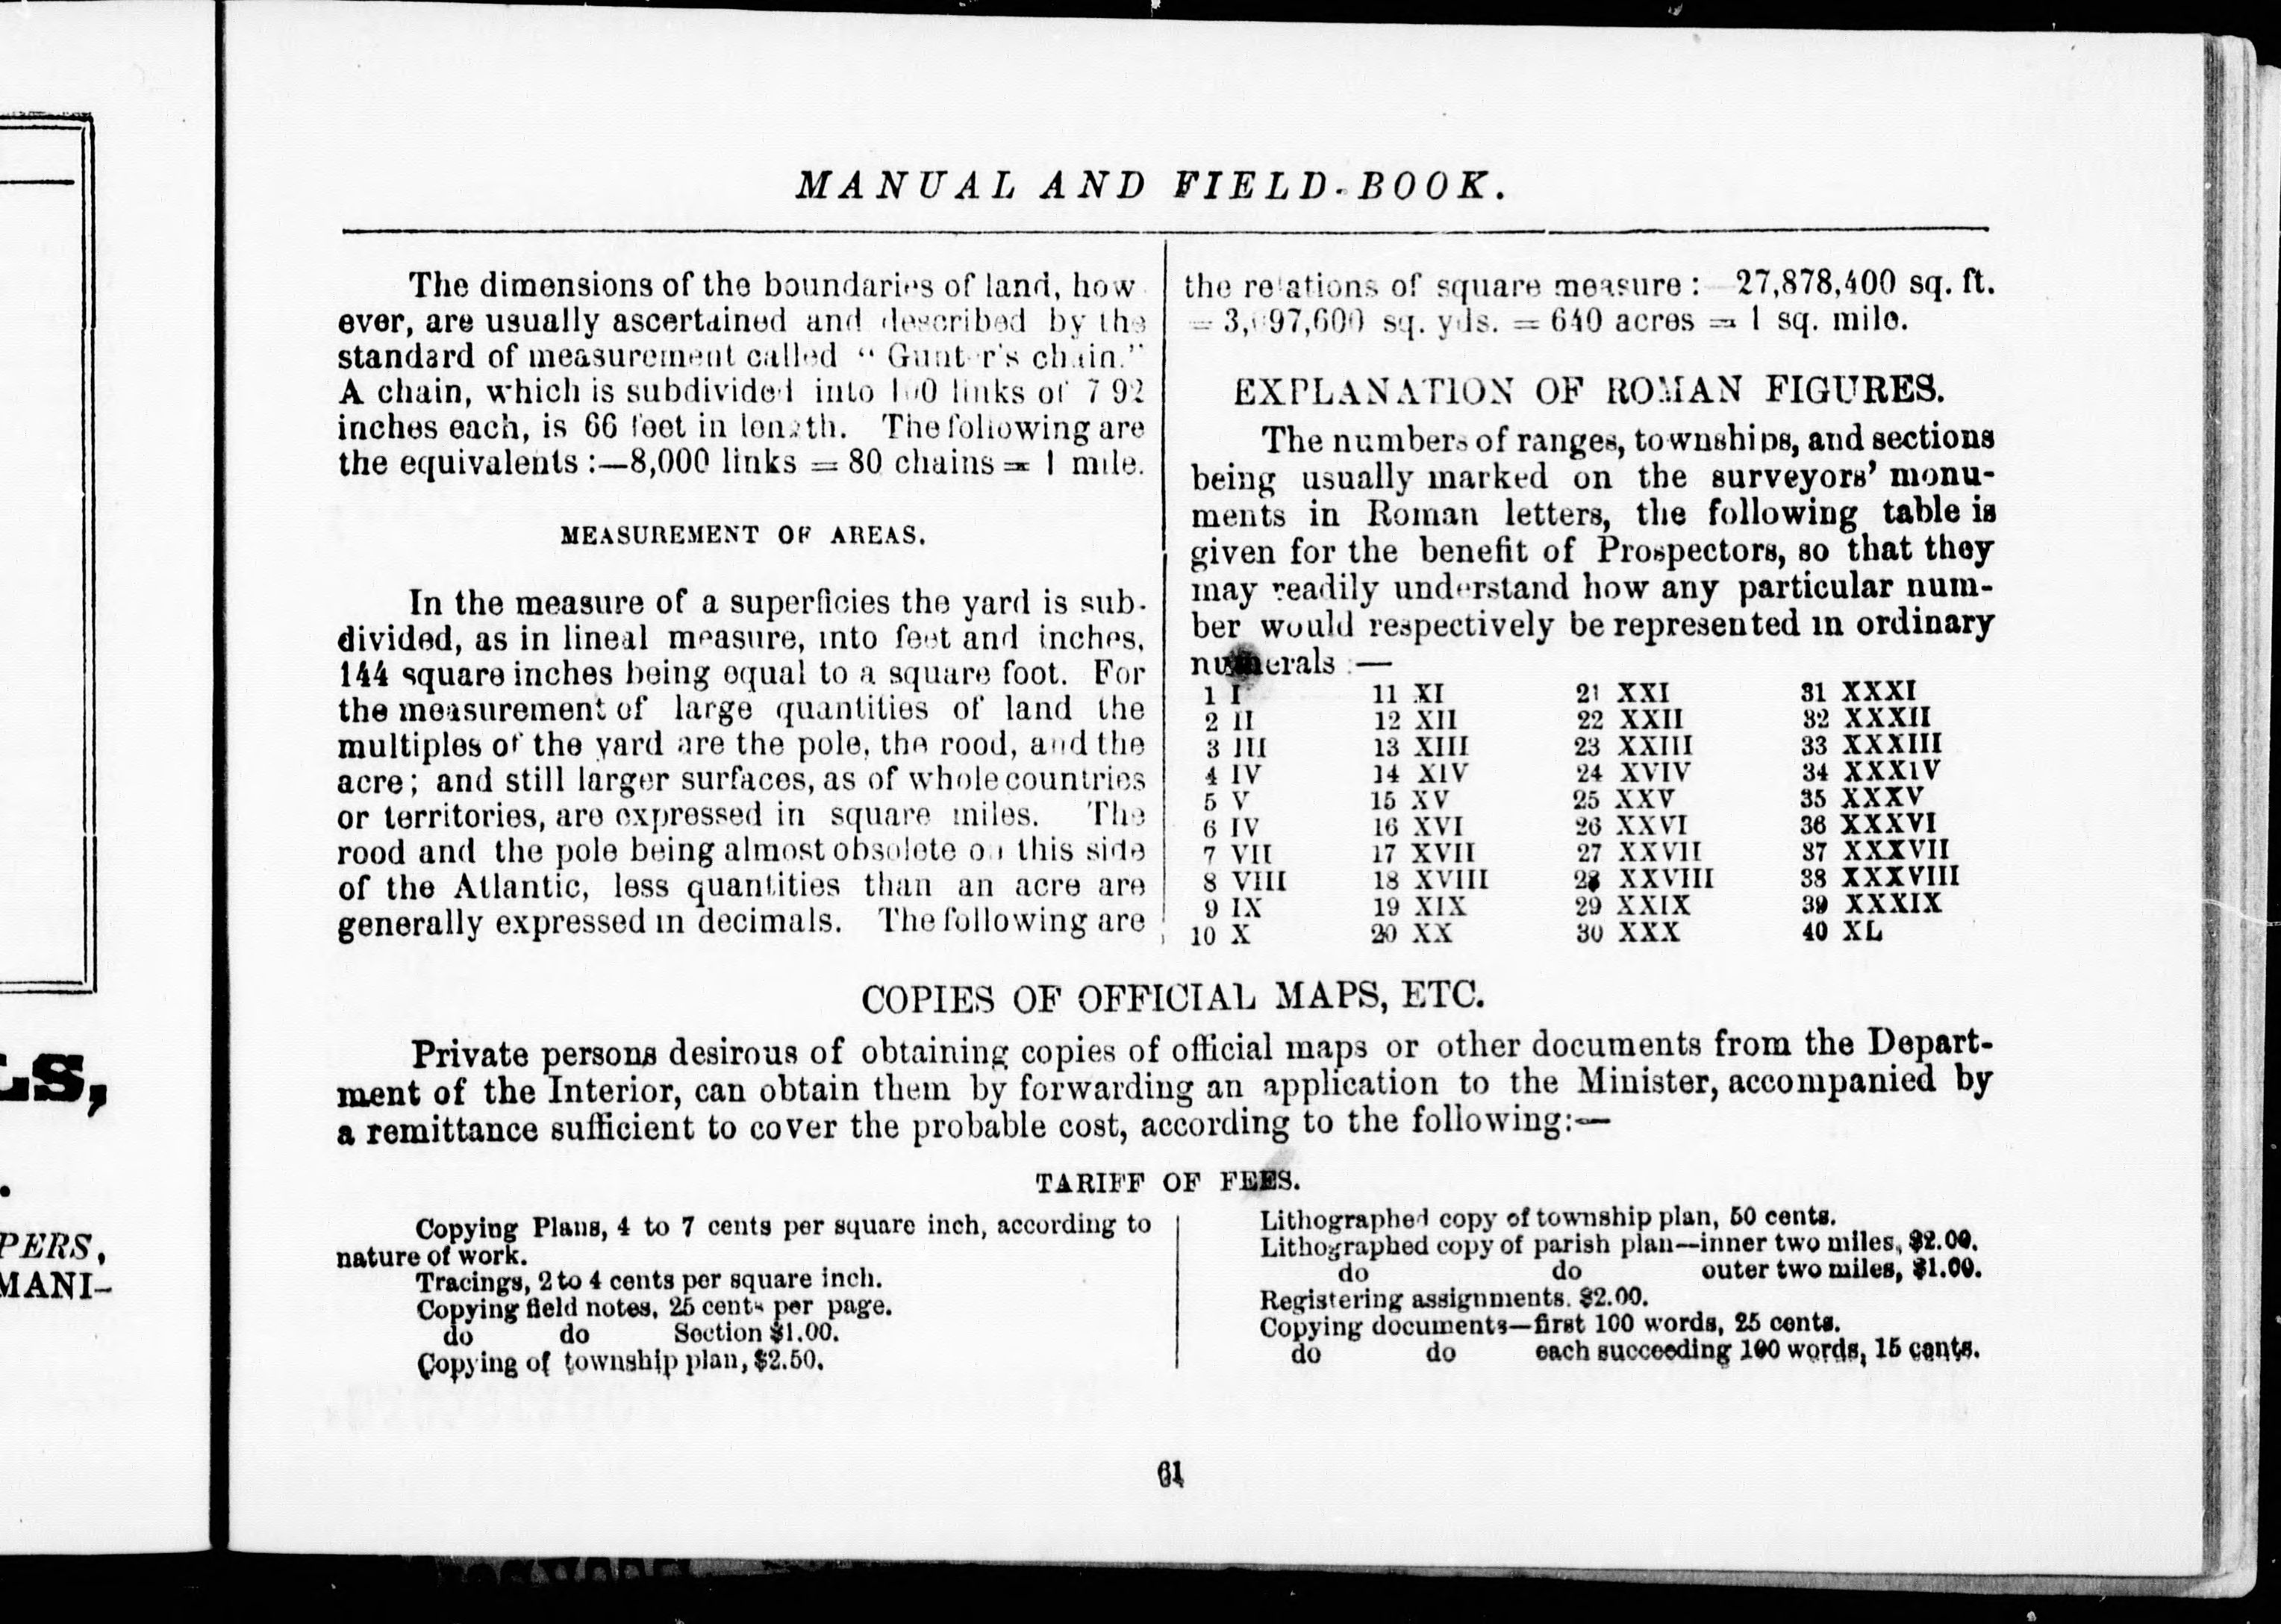 LS,
.
PERS,
MANI-
MANUAL AND FIELD-BOOK.
The dimensions of the boundaries of land, how
ever, are usually ascertained and described by the
standard of measurement called “ Gunter's chain.”
A chain, which is subdivided into 100 links of 7 92
inches each, is 66 feet in length. The following are
the equivalents :—8,000 links = 80 chains = 1 mile.
MEASUREMENT OF AREAS.
In the measure of a superficies the yard is sub-
divided, as in lineal measure, into feet and inches,
144 square inches being equal to a square foot. For
the measurement of large quantities of land the
multiples of the yard are the pole, the rood, and the
acre; and still larger surfaces, as of whole countries
or territories, are expressed in square miles. The
rood and the pole being almost obsolete on this side
of the Atlantic, less quantities than an acre are
generally expressed in decimals. The following are
the relations of square measure : 27,878,400 sq. ft.
= 3,097,600 sq. yds. = 640 acres = 1 sq. mile.
EXPLANATION OF ROMAN FIGURES.
The numbers of ranges, townships, and sections
being usually marked on the surveyors’ monu-
ments in Roman letters, the following table is
given for the benefit of Prospectors, so that they
may readily understand how any particular num-
ber would respectively be represented in ordinary
numerals :—
1 I 11 XI 21 XXI 31 XXXI
2 II 12 XII 22 XXII 32 XXXII
3 III 13 XIII 23 XXIII 33 XXXIII
4 IV 14 XIV 24 XVIV 34 XXXIV
5 V 15 XV 25 XXV 35 XXXV
6 IV 16 XVI 26 XXVI 36 XXXVI
7 VII 17 XVII 27 XXVII 37 XXXVII
8 VIII 18 XVIII 28 XXVIII 38 XXXVIII
9 IX 19 XIX 29 XXIX 39 XXXIX
10 X 20 XX 30 XXX 40 XL
COPIES OF OFFICIAL MAPS, ETC.
Private persons desirous of obtaining copies of official maps or other documents from the Depart-
ment of the Interior, can obtain them by forwarding an application to the Minister, accompanied by
a remittance sufficient to cover the probable cost, according to the following:—
TARIFF OF FEES.
Copying Plans, 4 to 7 cents per square inch, according to
nature of work.
Tracings, 2 to 4 cents per square inch.
Copying field notes, 25 cents per page.
do do Section $1.00.
Copying of township plan, $2.50.
Lithographed copy of township plan, 50 cents.
Lithographed copy of parish plan—inner two miles, $2.00.
do do outer two miles, $1.00.
Registering assignments. $2.00.
Copying documents—first 100 words, 25 cents.
do do each succeeding 100 words, 15 cents.
61